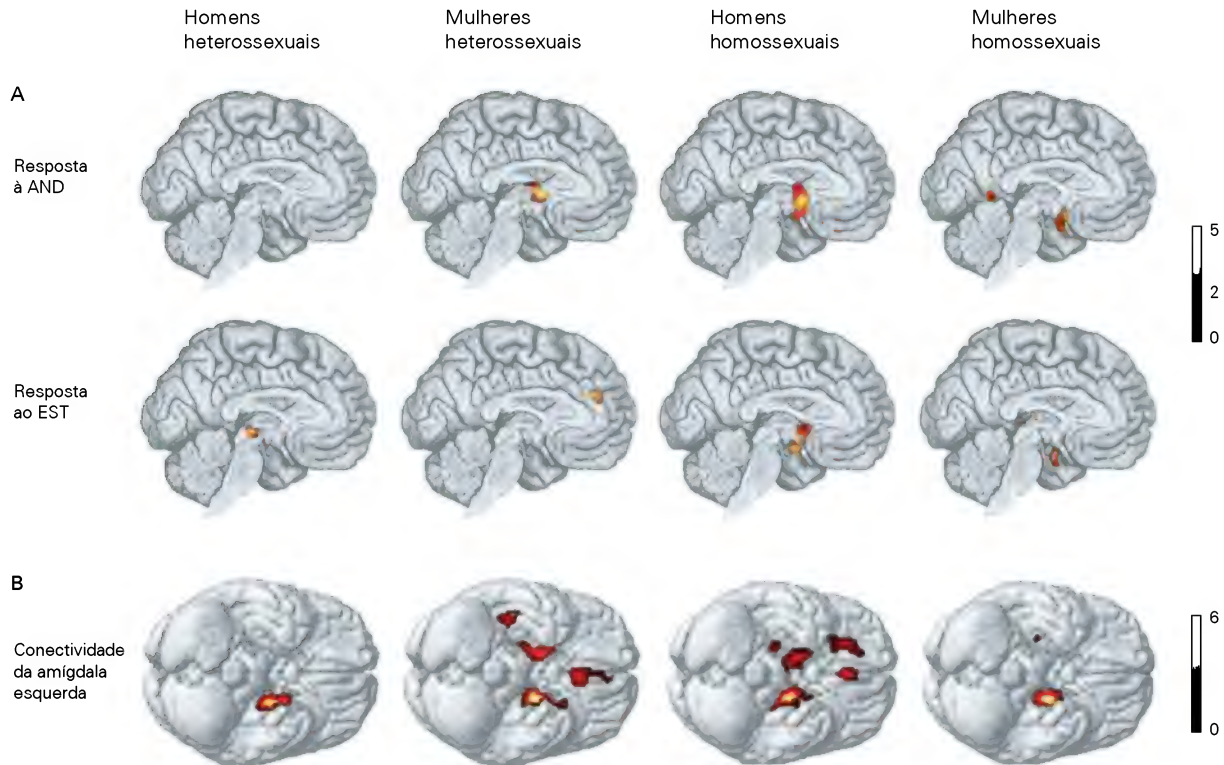 Homens
heterossexuais
Mulheres
heterossexuais
Homens
homossexuais
Mulheres
homossexuais
A
Resposta
à AND
5
2
0
Resposta
ao EST
B
Conectividade
da amígdala
esquerda
6
0